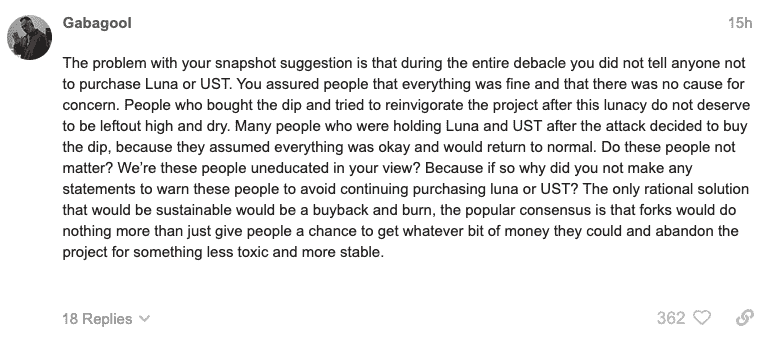 Gabagool
15h
The problem with your snapshot suggestion is that during the entire debacle you did not tell anyone not
to purchase Luna or UST. You assured people that everything was fine and that there was no cause for
concern. People who bought the dip and tried to reinvigorate the project after this lunacy do not deserve
to be leftout high and dry. Many people who were holding Luna and UST after the attack decided to buy
the dip, because they assumed everything was okay and would return to normal. Do these people not
matter? We’re these people uneducated in your view? Because if so why did you not make any
statements to warn these people to avoid continuing purchasing luna or UST? The only rational solution
that would be sustainable would be a buyback and burn, the popular consensus is that forks would do
nothing more than just give people a chance to get whatever bit of money they could and abandon the
project for something less toxic and more stable.
18 Replies
362